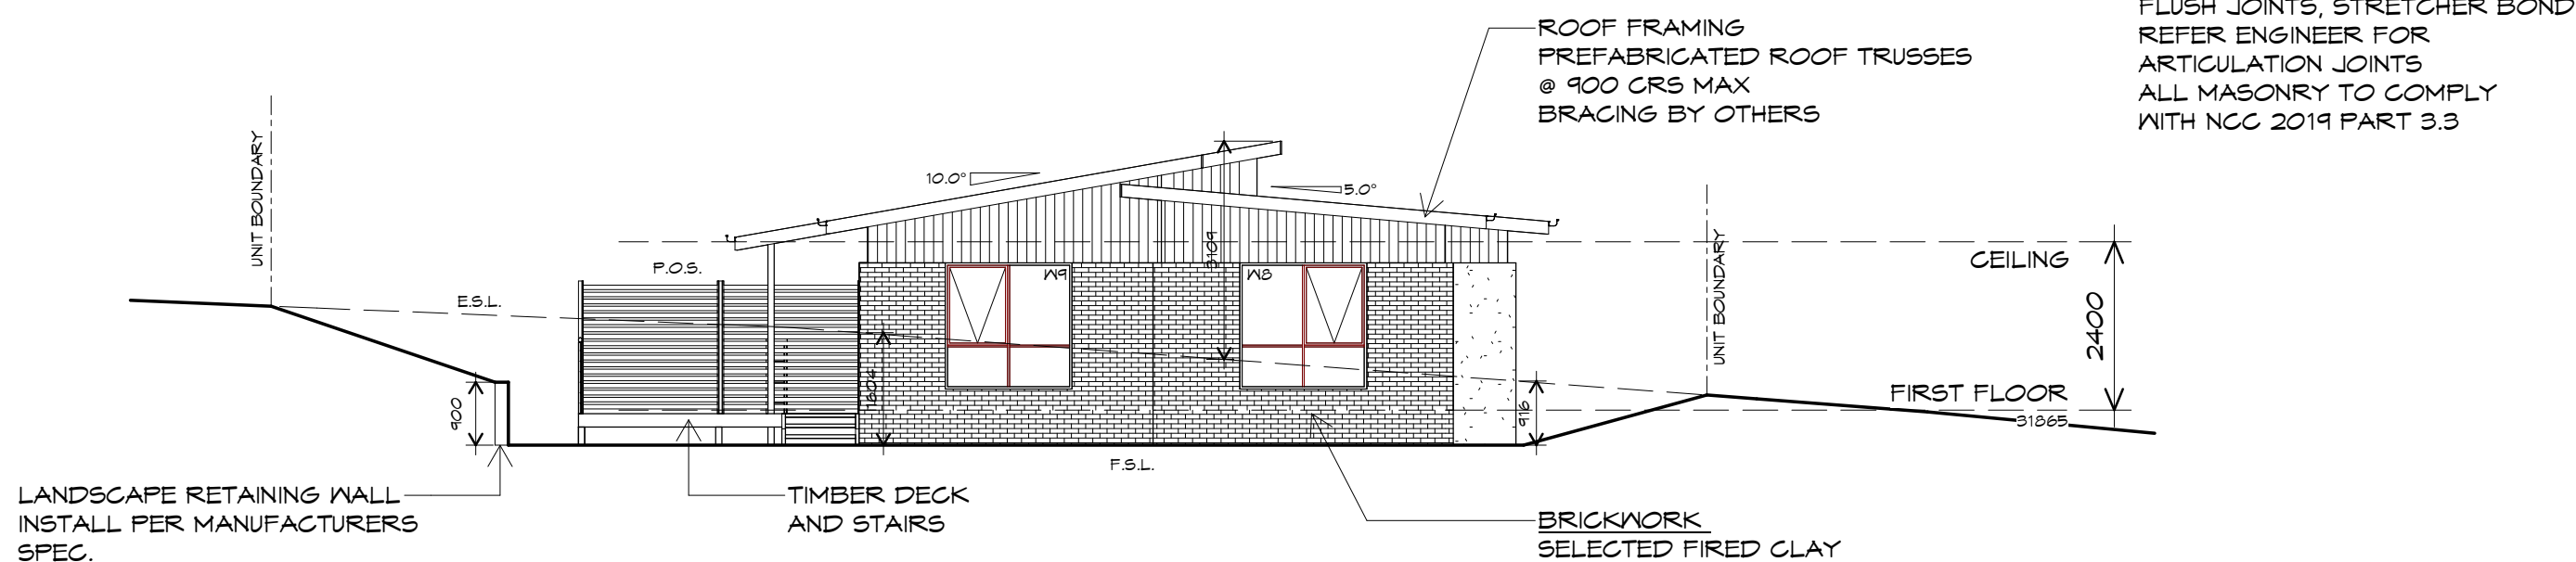 FLUSH JOINTS, STRETCHER BOND
REFER ENGINEER FOR
ARTICULATION JOINTS
ALL MASONRY TO COMPLY
WITH NCC 2019 PART 3.3
ROOF FRAMING
PREFABRICATED ROOF TRUSSES
@ 900 CRS MAX
BRACING BY OTHERS
UNIT BOUNDARY
10.0°
5.0°
3109
P.O.S.
E.S.L.
W9
W8
UNIT BOUNDARY
CEILING
2400
FIRST FLOOR
31865
900
1604
916
F.S.L.
LANDSCAPE RETAINING WALL
INSTALL PER MANUFACTURERS
SPEC.
TIMBER DECK
AND STAIRS
BRICKWORK
SELECTED FIRED CLAY